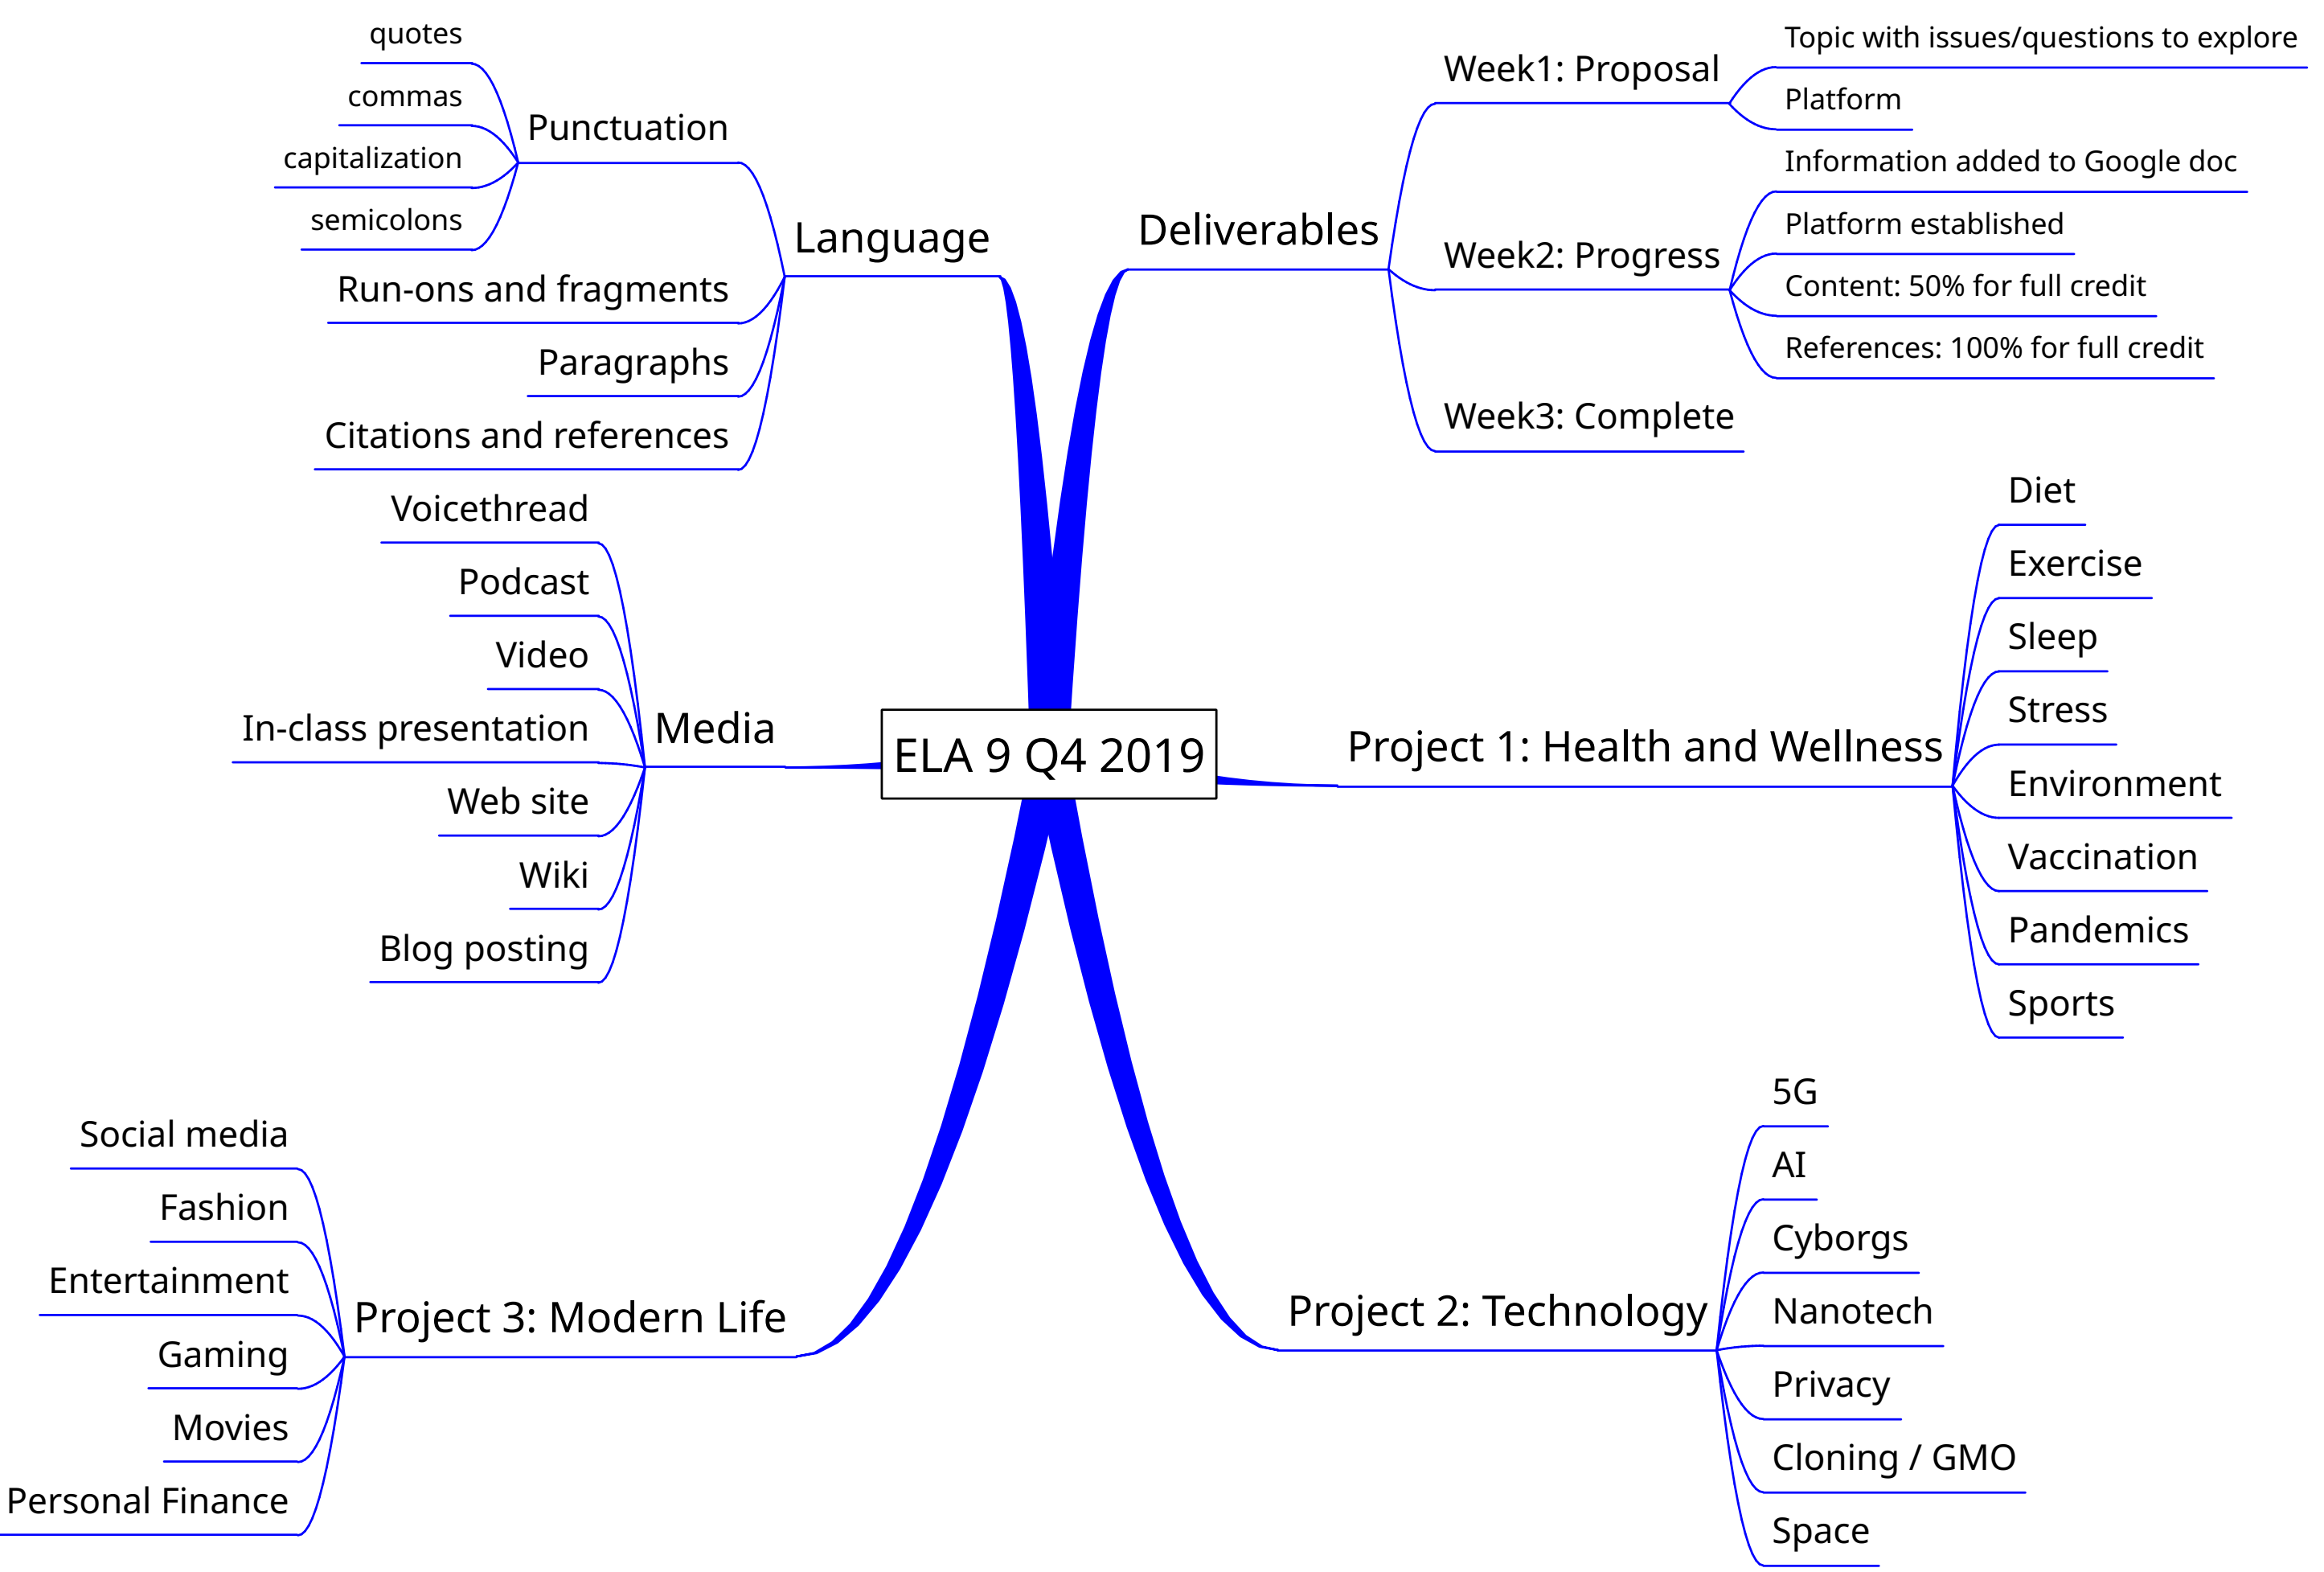 ELA 9 Q4 2019
Language
Punctuation
quotes
commas
capitalization
semicolons
Run-ons and fragments
Paragraphs
Citations and references
Media
Voicethread
Podcast
Video
In-class presentation
Web site
Wiki
Blog posting
Project 3: Modern Life
Social media
Fashion
Entertainment
Gaming
Movies
Personal Finance
Deliverables
Week1: Proposal
Topic with issues/questions to explore
Platform
Week2: Progress
Information added to Google doc
Platform established
Content: 50% for full credit
References: 100% for full credit
Week3: Complete
Project 1: Health and Wellness
Diet
Exercise
Sleep
Stress
Environment
Vaccination
Pandemics
Sports
Project 2: Technology
5G
AI
Cyborgs
Nanotech
Privacy
Cloning / GMO
Space